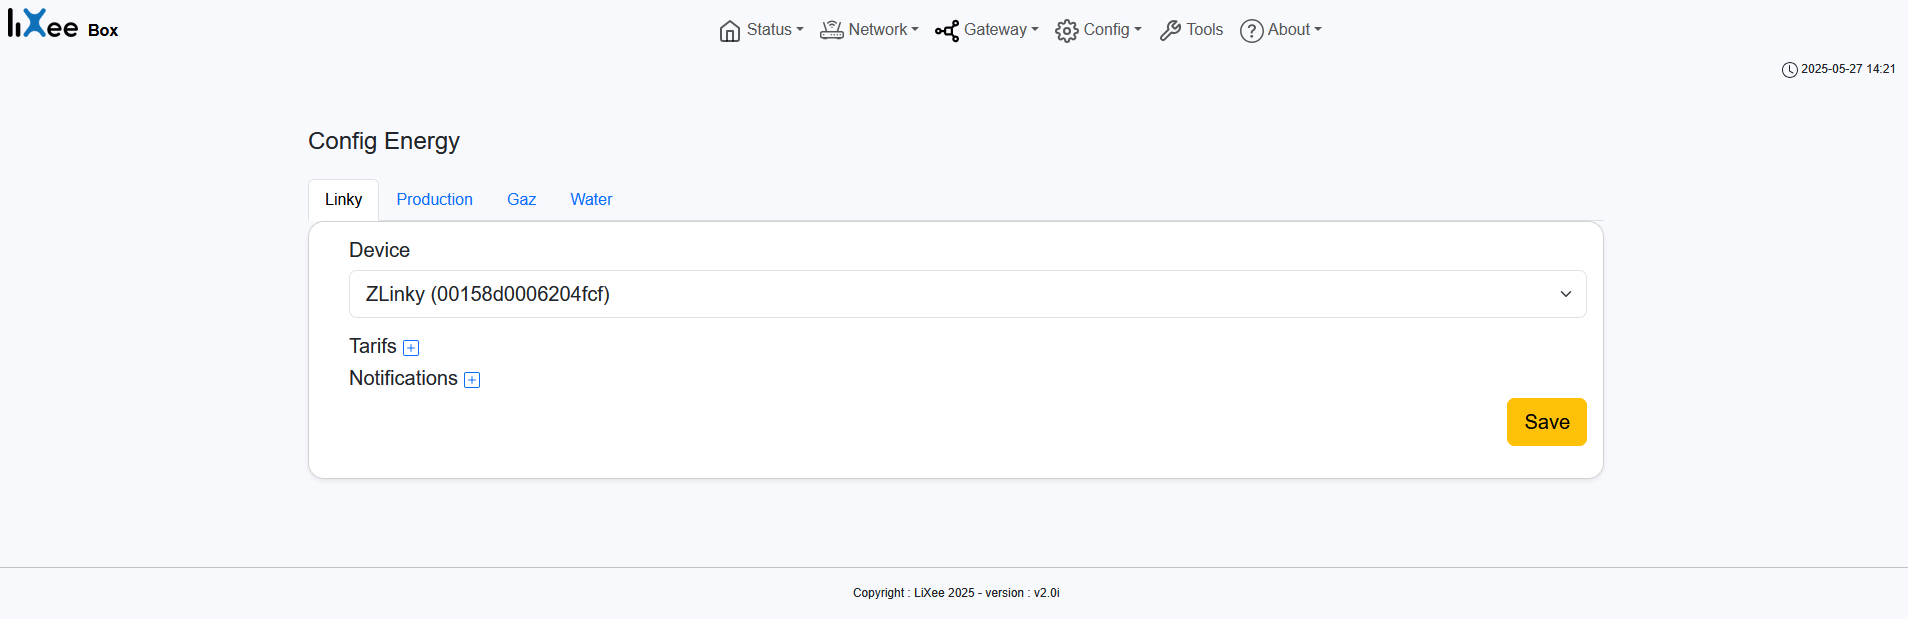 liXee Box
Status Network Gateway Config Tools ? About
2025-05-27 14:21
Config Energy
Linky Production Gaz Water
Device
ZLinky (00158d0006204fcf)
Tarifs
Notifications
Save
Copyright : LiXee 2025 - version : v2.0i